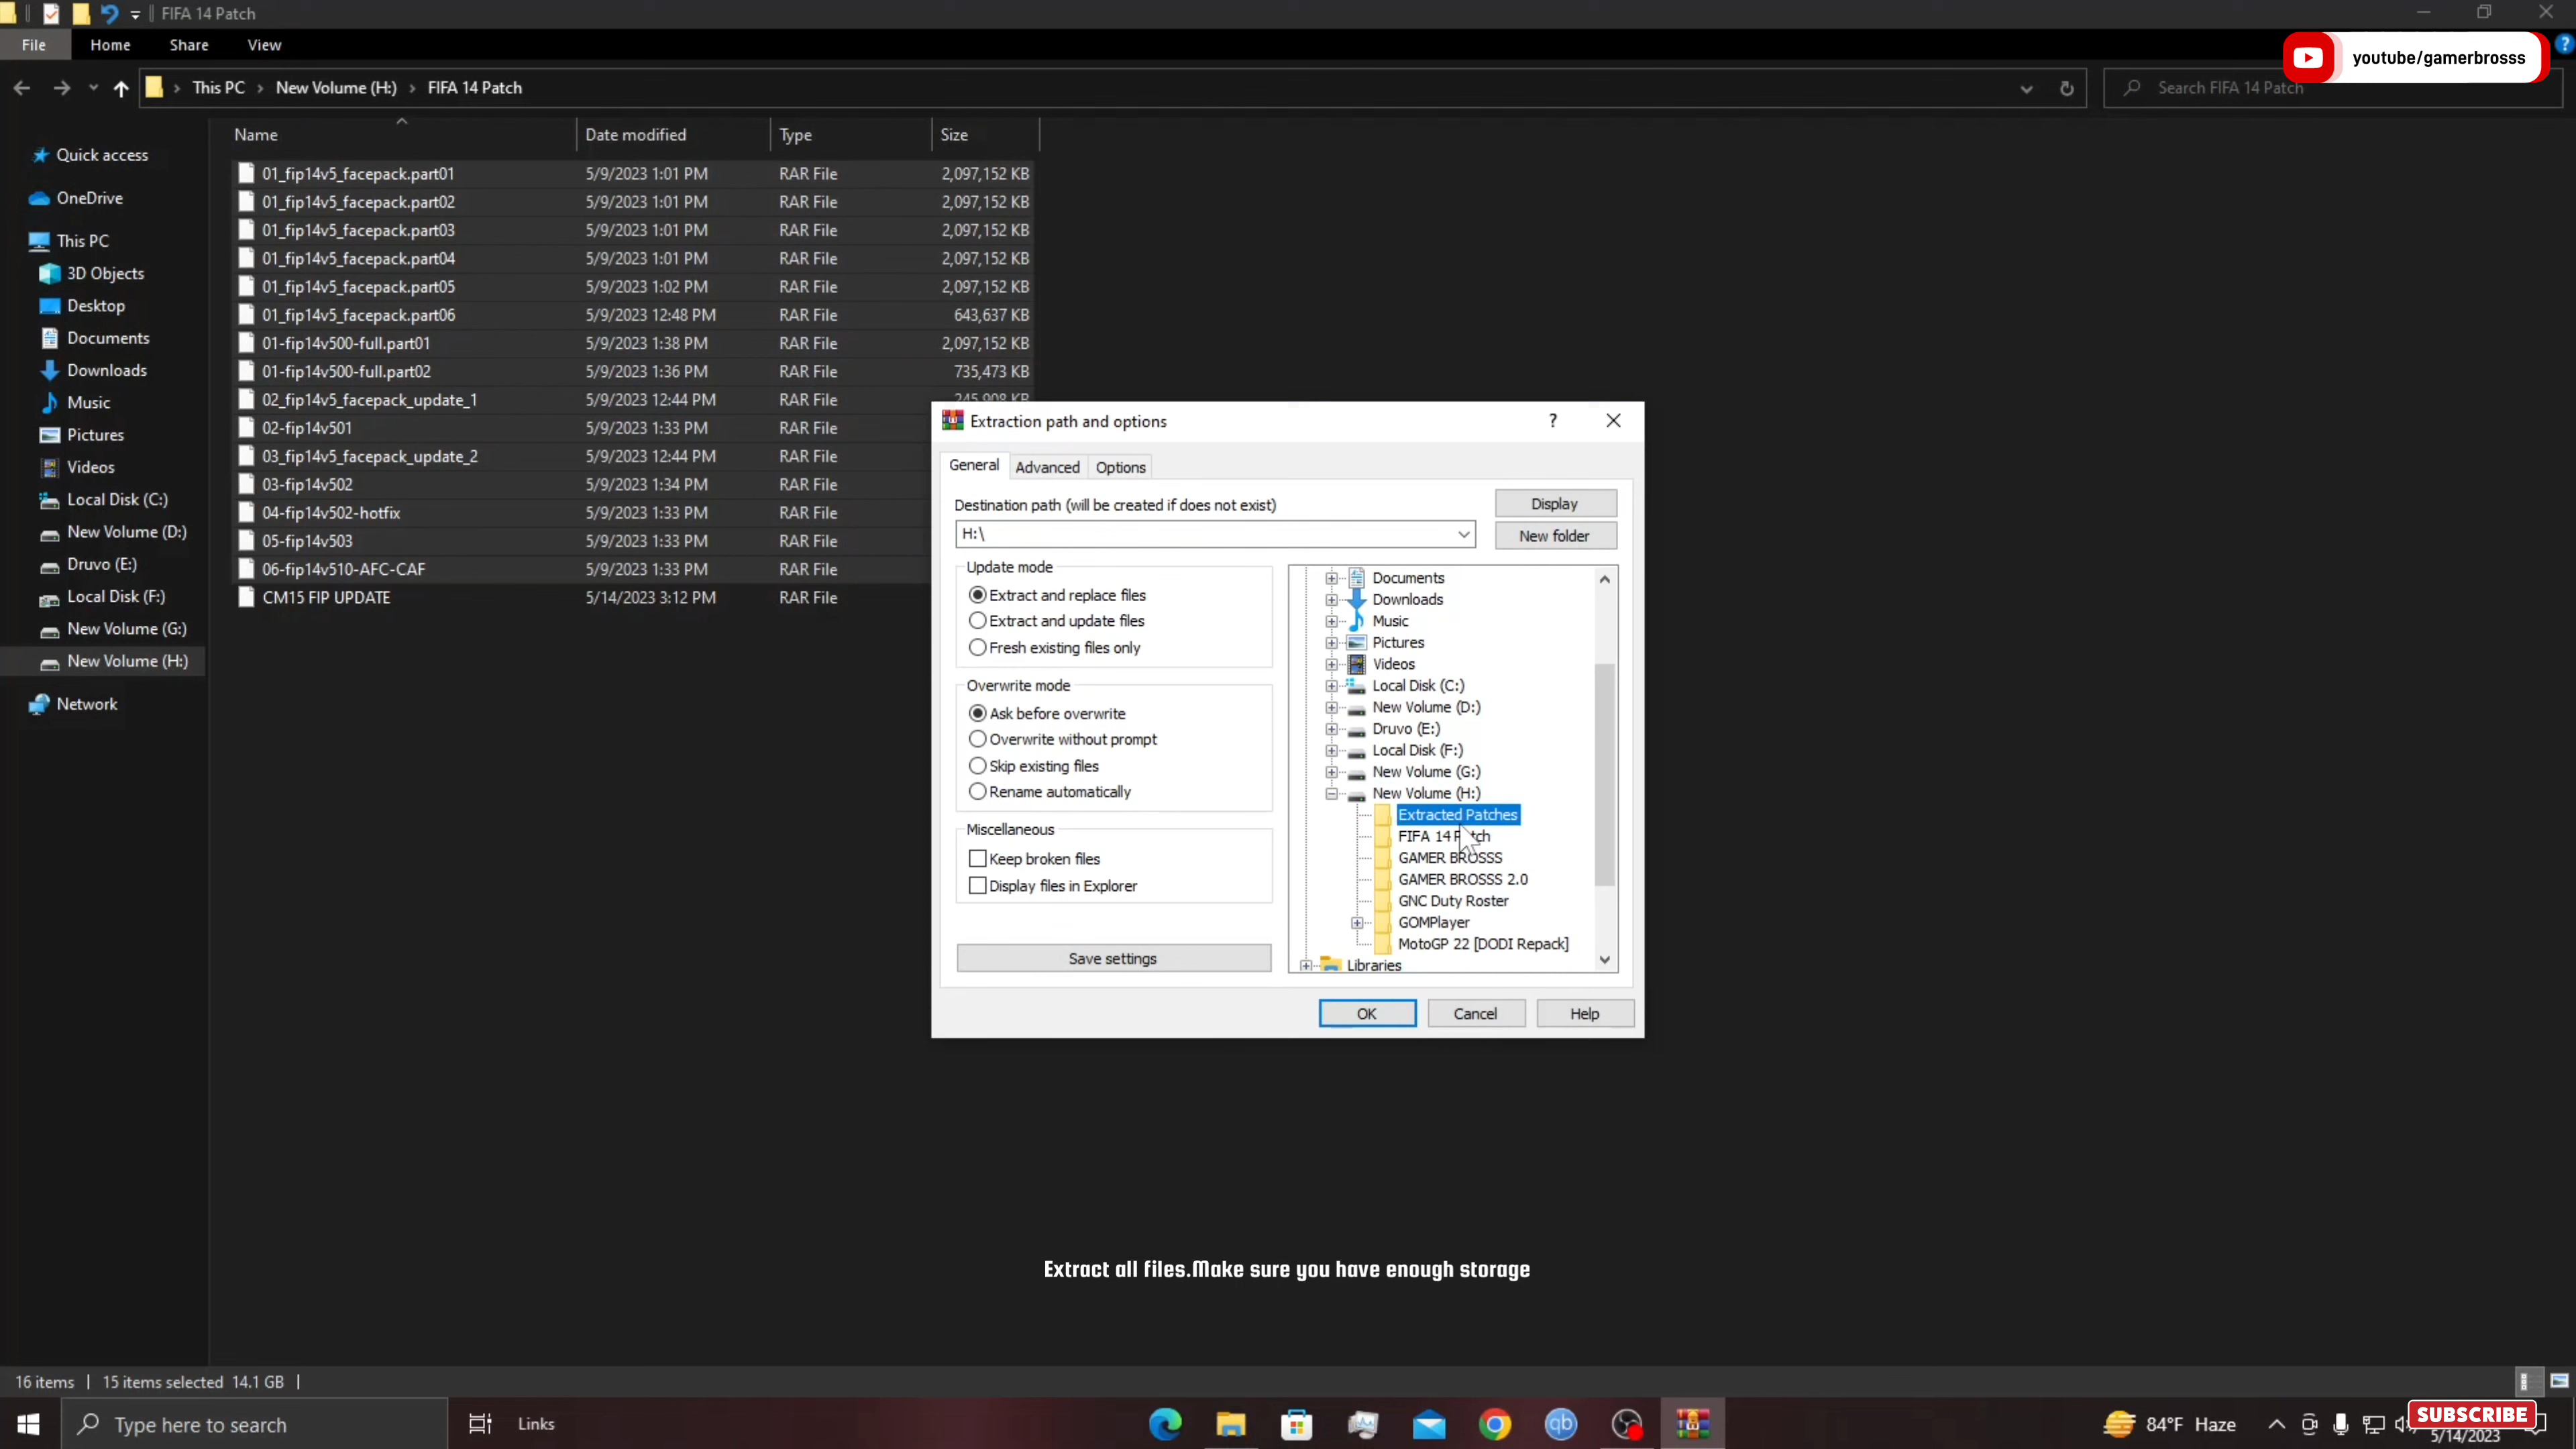 FIFA 14 Patch
File Home Share View
youtube/gamerbrosss
This PC New Volume (H:) FIFA 14 Patch
Search FIFA 14 Patch
Quick access
OneDrive
This PC
3D Objects
Desktop
Documents
Downloads
Music
Pictures
Videos
Local Disk (C:)
New Volume (D:)
Druvo (E:)
Local Disk (F:)
New Volume (G:)
New Volume (H:)
Network
Name Date modified Type Size
01_fip14v5_facepack.part01 5/9/2023 1:01 PM RAR File 2,097,152 KB
01_fip14v5_facepack.part02 5/9/2023 1:01 PM RAR File 2,097,152 KB
01_fip14v5_facepack.part03 5/9/2023 1:01 PM RAR File 2,097,152 KB
01_fip14v5_facepack.part04 5/9/2023 1:01 PM RAR File 2,097,152 KB
01_fip14v5_facepack.part05 5/9/2023 1:02 PM RAR File 2,097,152 KB
01_fip14v5_facepack.part06 5/9/2023 12:48 PM RAR File 643,637 KB
01-fip14v500-full.part01 5/9/2023 1:38 PM RAR File 2,097,152 KB
01-fip14v500-full.part02 5/9/2023 1:36 PM RAR File 735,473 KB
02_fip14v5_facepack_update_1 5/9/2023 12:44 PM RAR File 245,908 KB
02-fip14v501 5/9/2023 1:33 PM RAR File
03_fip14v5_facepack_update_2 5/9/2023 12:44 PM RAR File
03-fip14v502 5/9/2023 1:34 PM RAR File
04-fip14v502-hotfix 5/9/2023 1:33 PM RAR File
05-fip14v503 5/9/2023 1:33 PM RAR File
06-fip14v510-AFC-CAF 5/9/2023 1:33 PM RAR File
CM15 FIP UPDATE 5/14/2023 3:12 PM RAR File
Extraction path and options ?
General Advanced Options
Destination path (will be created if does not exist)
Display
H:\
New folder
Update mode
Extract and replace files
Extract and update files
Fresh existing files only
Overwrite mode
Ask before overwrite
Overwrite without prompt
Skip existing files
Rename automatically
Miscellaneous
Keep broken files
Display files in Explorer
Save settings
Documents
Downloads
Music
Pictures
Videos
Local Disk (C:)
New Volume (D:)
Druvo (E:)
Local Disk (F:)
New Volume (G:)
New Volume (H:)
Extracted Patches
FIFA 14 Patch
GAMER BROSSS
GAMER BROSSS 2.0
GNC Duty Roster
GOMPlayer
MotoGP 22 [DODI Repack]
Libraries
OK Cancel Help
Extract all files.Make sure you have enough storage
16 items 15 items selected 14.1 GB
Type here to search
Links
qb
84°F Haze
SUBSCRIBE
5/14/2023